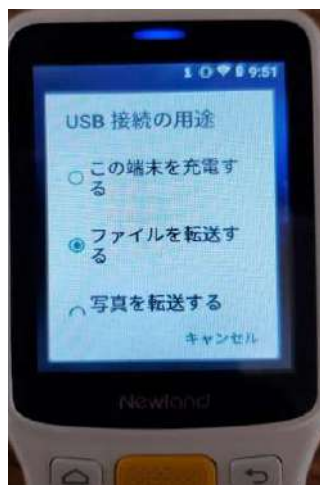 9:51
USB 接続の用途
この端末を充電す
る
ファイルを転送す
る
写真を転送する
キャンセル
Newland